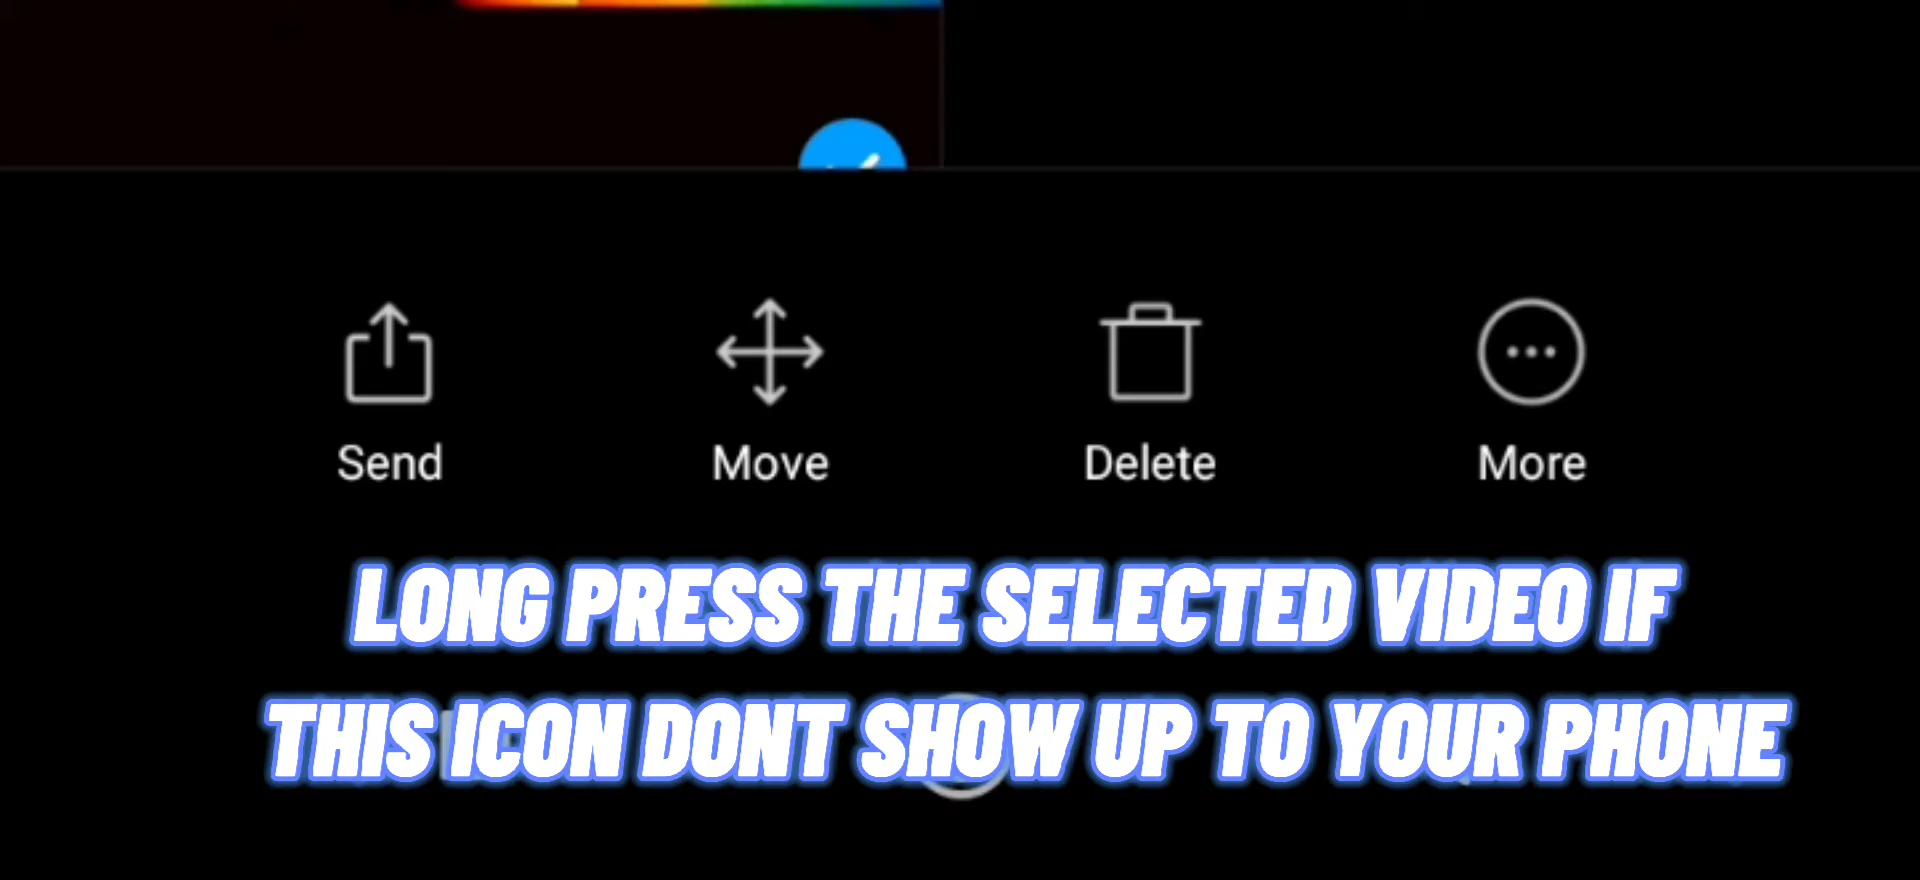 Send Move Delete More
LONG PRESS THE SELECTED VIDEO IF
THIS ICON DONT SHOW UP TO YOUR PHONE